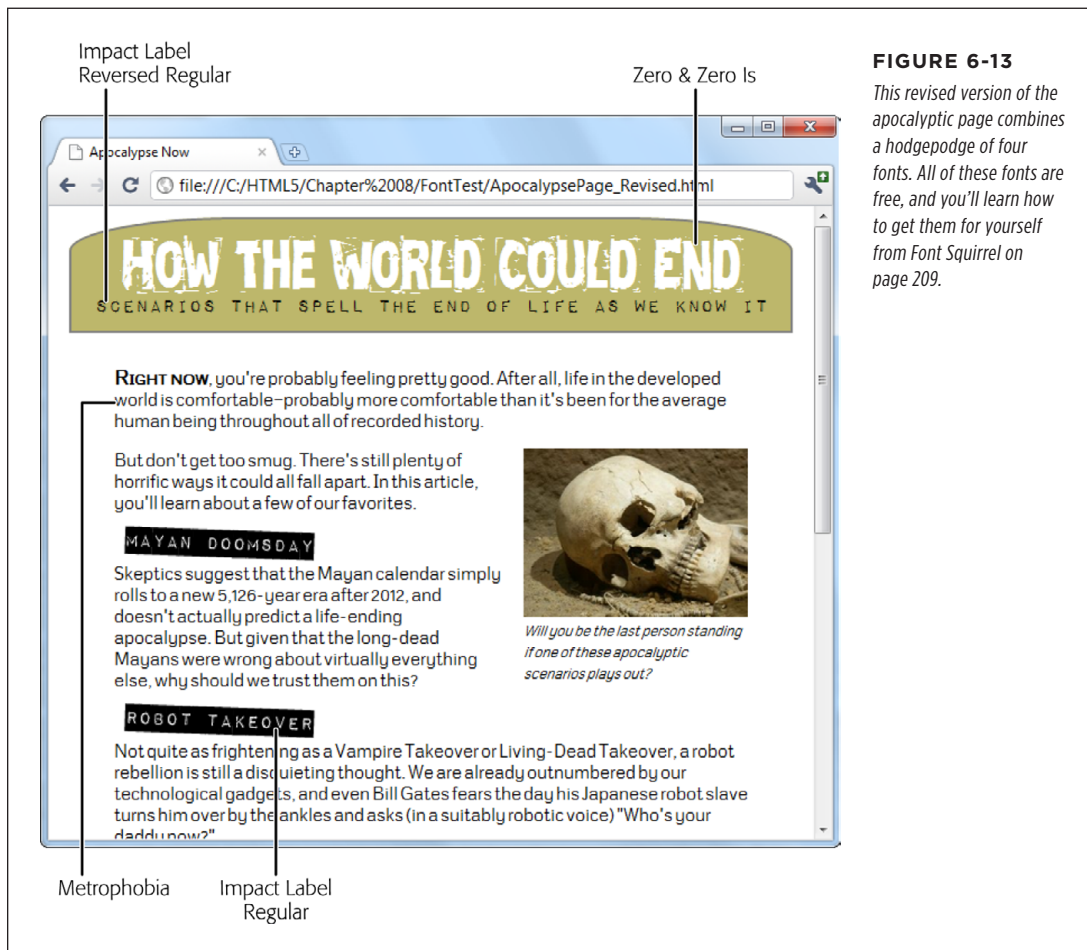 Impact Label
Reversed Regular
Zero & Zero Is
FIGURE 6-13
This revised version of the
apocalyptic page combines
a hodgepodge of four
fonts. All of these fonts are
free, and you'll learn how
to get them for yourself
from Font Squirrel on
page 209.
Apocalypse Now
file:///C:/HTML5/Chapter%2008/FontTest/ApocalypsePage_Revised.html
HOW THE WORLD COULD END
SCENARIOS THAT SPELL THE END OF LIFE AS WE KNOW IT
RIGHT NOW, you're probably feeling pretty good. After all, life in the developed
world is comfortable–probably more comfortable than it's been for the average
human being throughout all of recorded history.
But don't get too smug. There's still plenty of
horrific ways it could all fall apart. In this article,
you'll learn about a few of our favorites.
MAYAN DOOMSDAY
Skeptics suggest that the Mayan calendar simply
rolls to a new 5,126-year era after 2012, and
doesn't actually predict a life-ending
apocalypse. But given that the long-dead
Mayans were wrong about virtually everything
else, why should we trust them on this?
Will you be the last person standing
if one of these apocalyptic
scenarios plays out?
ROBOT TAKEOVER
Not quite as frightening as a Vampire Takeover or Living-Dead Takeover, a robot
rebellion is still a disquieting thought. We are already outnumbered by our
technological gadgets, and even Bill Gates fears the day his Japanese robot slave
turns him over by the ankles and asks (in a suitably robotic voice) "Who's your
daddy now?"
Metrophobia
Impact Label
Regular